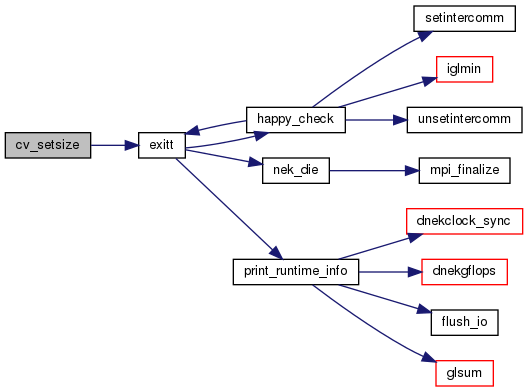 setintercomm
iglmin
happy_check
unsetintercomm
cv_setsize
exitt
nek_die
mpi_finalize
dnekclock_sync
print_runtime_info
dnekgflops
flush_io
glsum